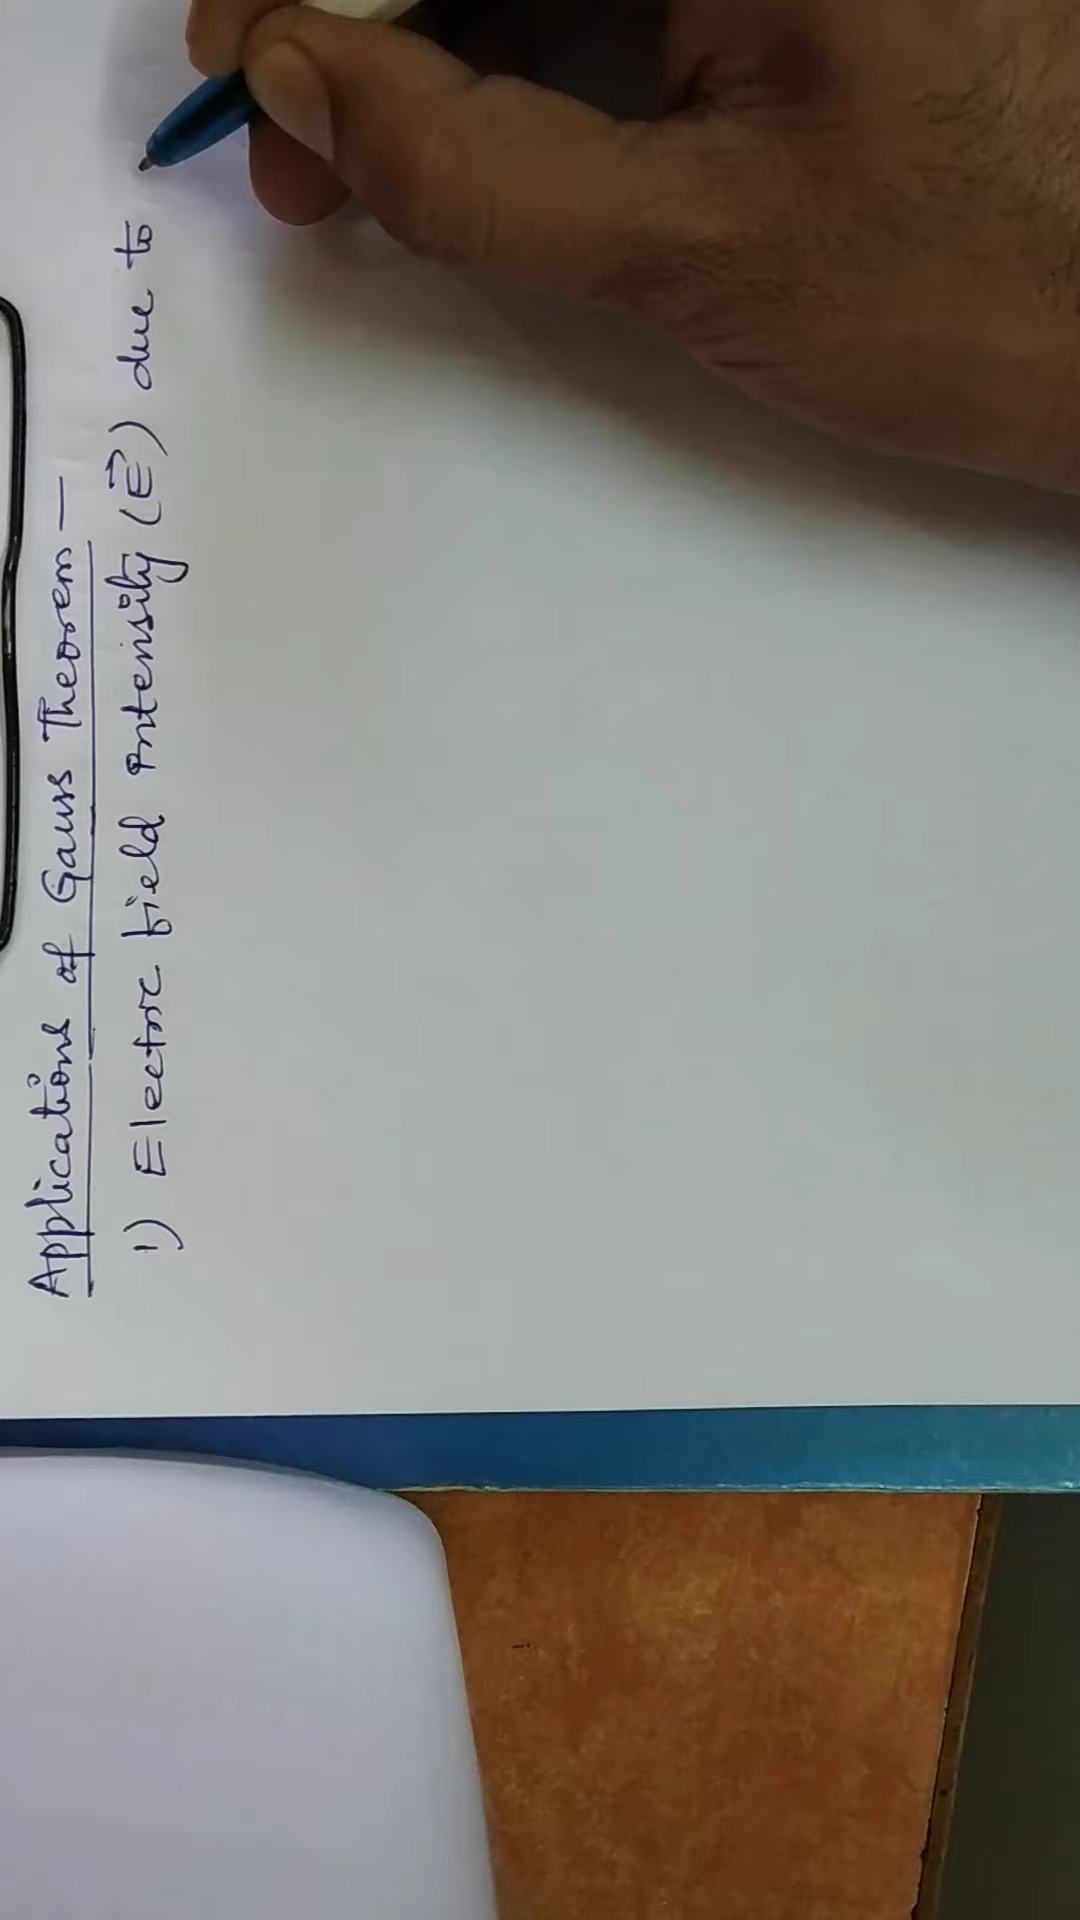 Applications of Gauss Theorem —
1) Electric field intensity (E⃗) due to